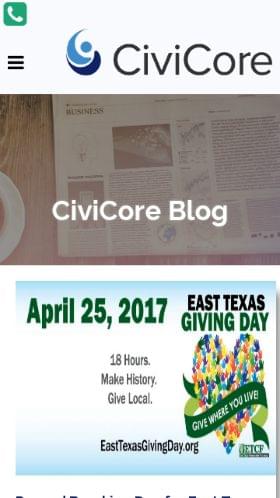 CiviCore
BUSINESS
CiviCore Blog
April 25, 2017
EAST TEXAS
GIVING DAY
18 Hours.
Make History.
Give Local.
GIVE WHERE YOU LIVE!
ETCF
EastTexasGivingDay.org